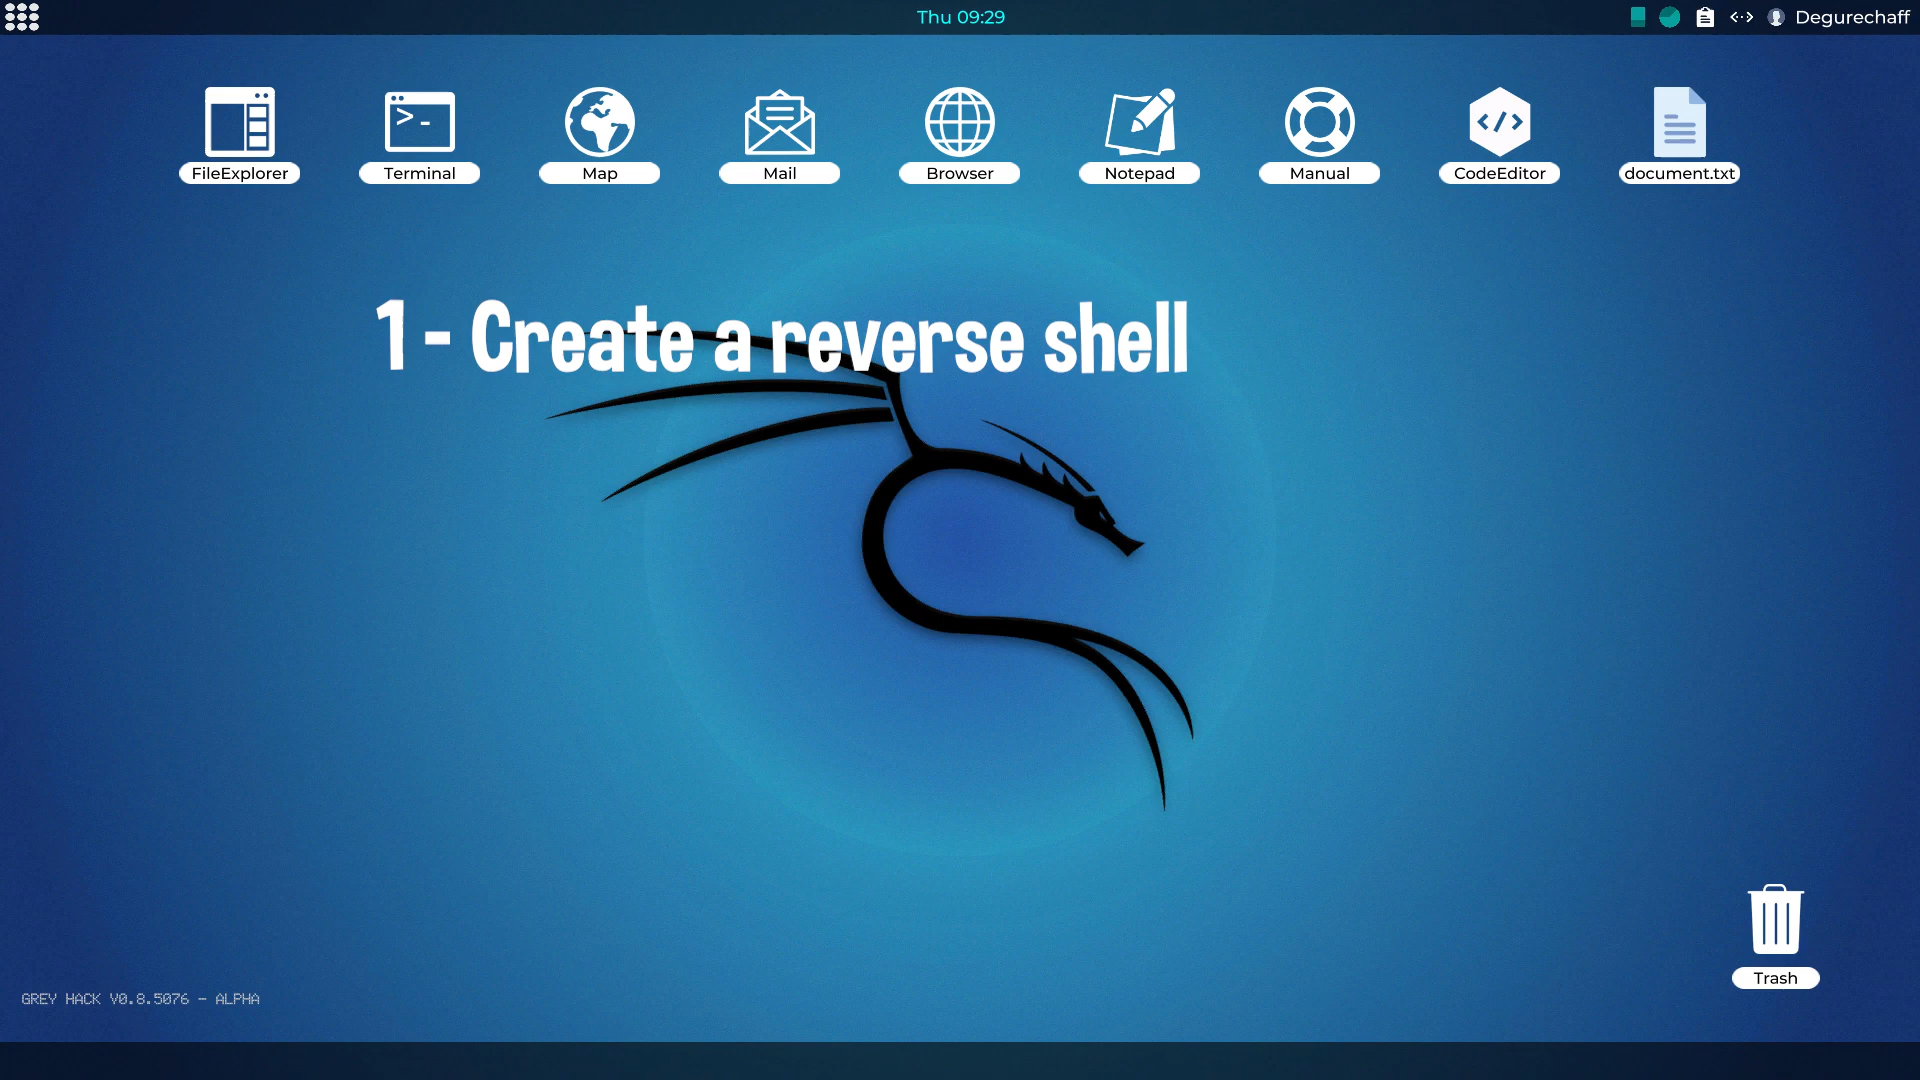 Thu 09:29
Degurechaff
FileExplorer
Terminal
Map
Mail
Browser
Notepad
Manual
CodeEditor
document.txt
1 - Create a reverse shell
Trash
GREY HACK V0.8.5076 - ALPHA